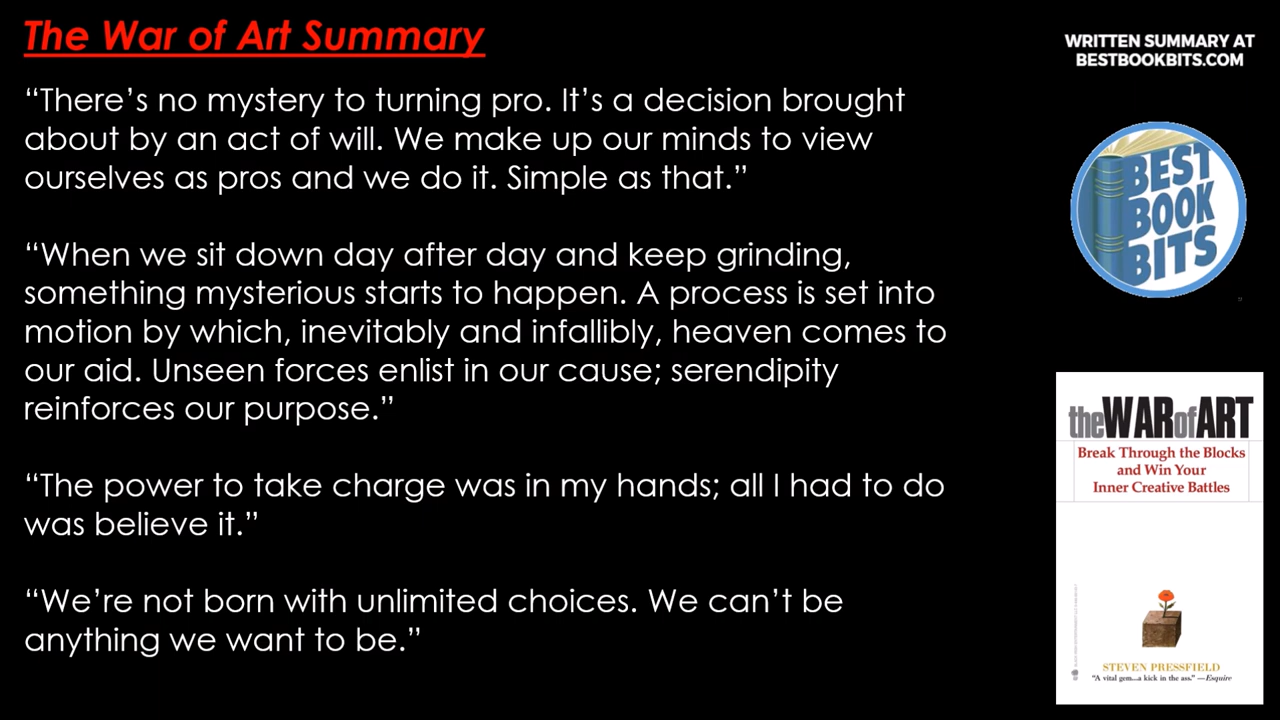 The War of Art Summary
“There’s no mystery to turning pro. It’s a decision brought
about by an act of will. We make up our minds to view
ourselves as pros and we do it. Simple as that.”
“When we sit down day after day and keep grinding,
something mysterious starts to happen. A process is set into
motion by which, inevitably and infallibly, heaven comes to
our aid. Unseen forces enlist in our cause; serendipity
reinforces our purpose.”
“The power to take charge was in my hands; all I had to do
was believe it.”
“We’re not born with unlimited choices. We can’t be
anything we want to be.”
WRITTEN SUMMARY AT
BESTBOOKBITS.COM
BEST
BOOK
BITS
theWARofART
Break Through the Blocks
and Win Your
Inner Creative Battles
STEVEN PRESSFIELD
“A vital gem...a kick in the ass.” —Esquire